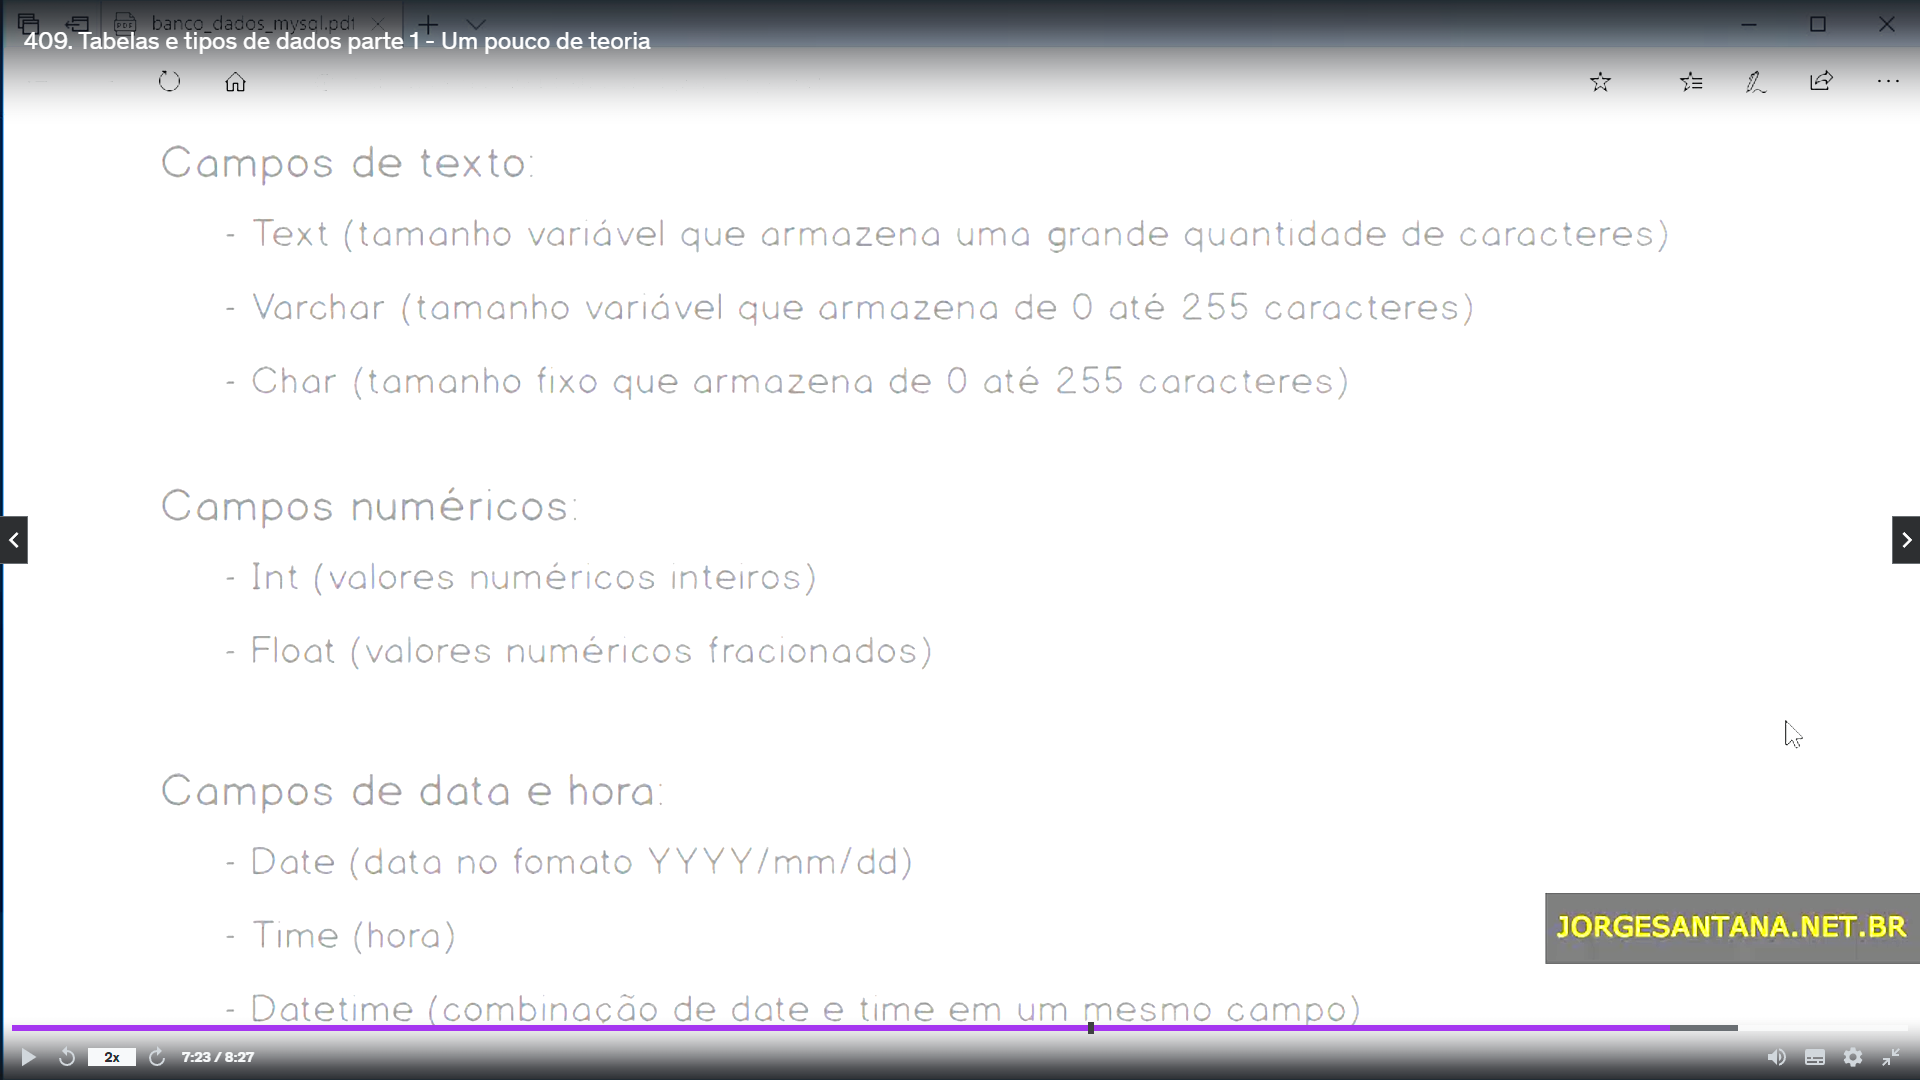 banco_dados_mysql.pdf
409. Tabelas e tipos de dados parte 1 - Um pouco de teoria
Campos de texto:
- Text (tamanho variável que armazena uma grande quantidade de caracteres)
- Varchar (tamanho variável que armazena de 0 até 255 caracteres)
- Char (tamanho fixo que armazena de 0 até 255 caracteres)
Campos numéricos:
- Int (valores numéricos inteiros)
- Float (valores numéricos fracionados)
Campos de data e hora:
- Date (data no fomato YYYY/mm/dd)
- Time (hora)
- Datetime (combinação de date e time em um mesmo campo)
JORGESANTANA.NET.BR
2x 7:23 / 8:27